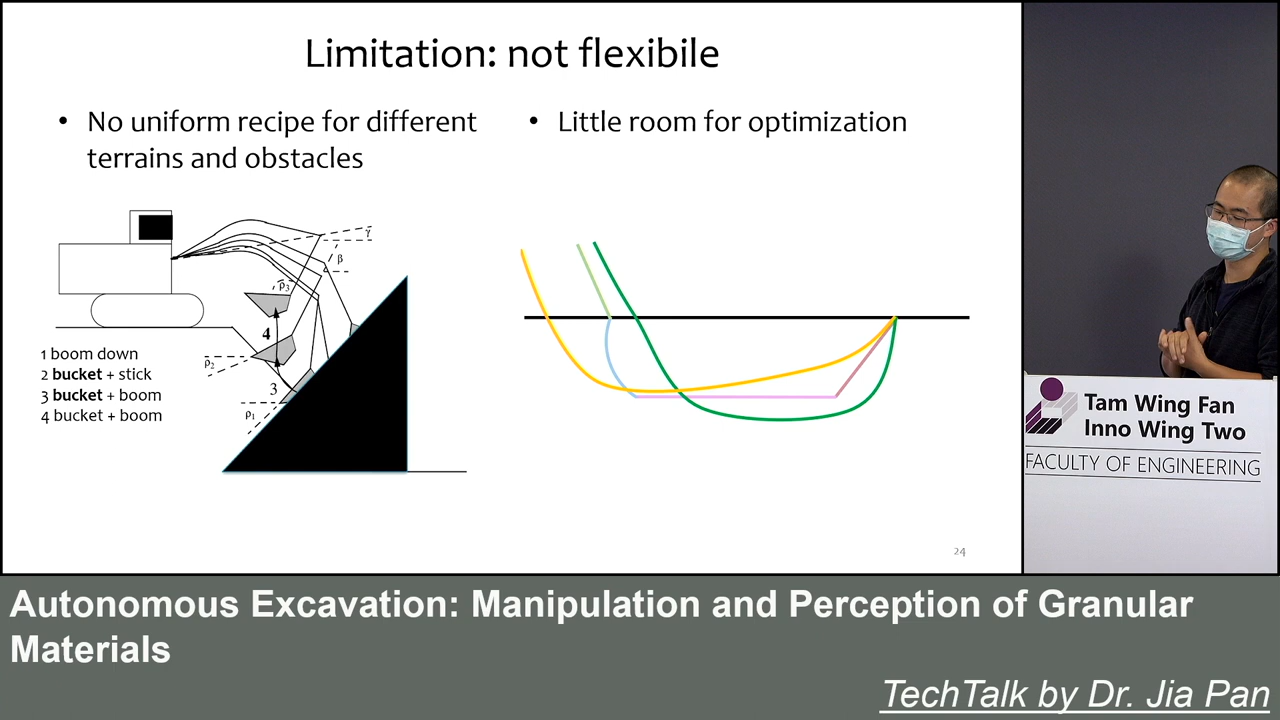 Limitation: not flexibile
• No uniform recipe for different
terrains and obstacles
• Little room for optimization
γ
β
ρ3
4
ρ2
3
ρ1
1 boom down
2 bucket + stick
3 bucket + boom
4 bucket + boom
24
Tam Wing Fan
Inno Wing Two
FACULTY OF ENGINEERING
Autonomous Excavation: Manipulation and Perception of Granular
Materials
TechTalk by Dr. Jia Pan